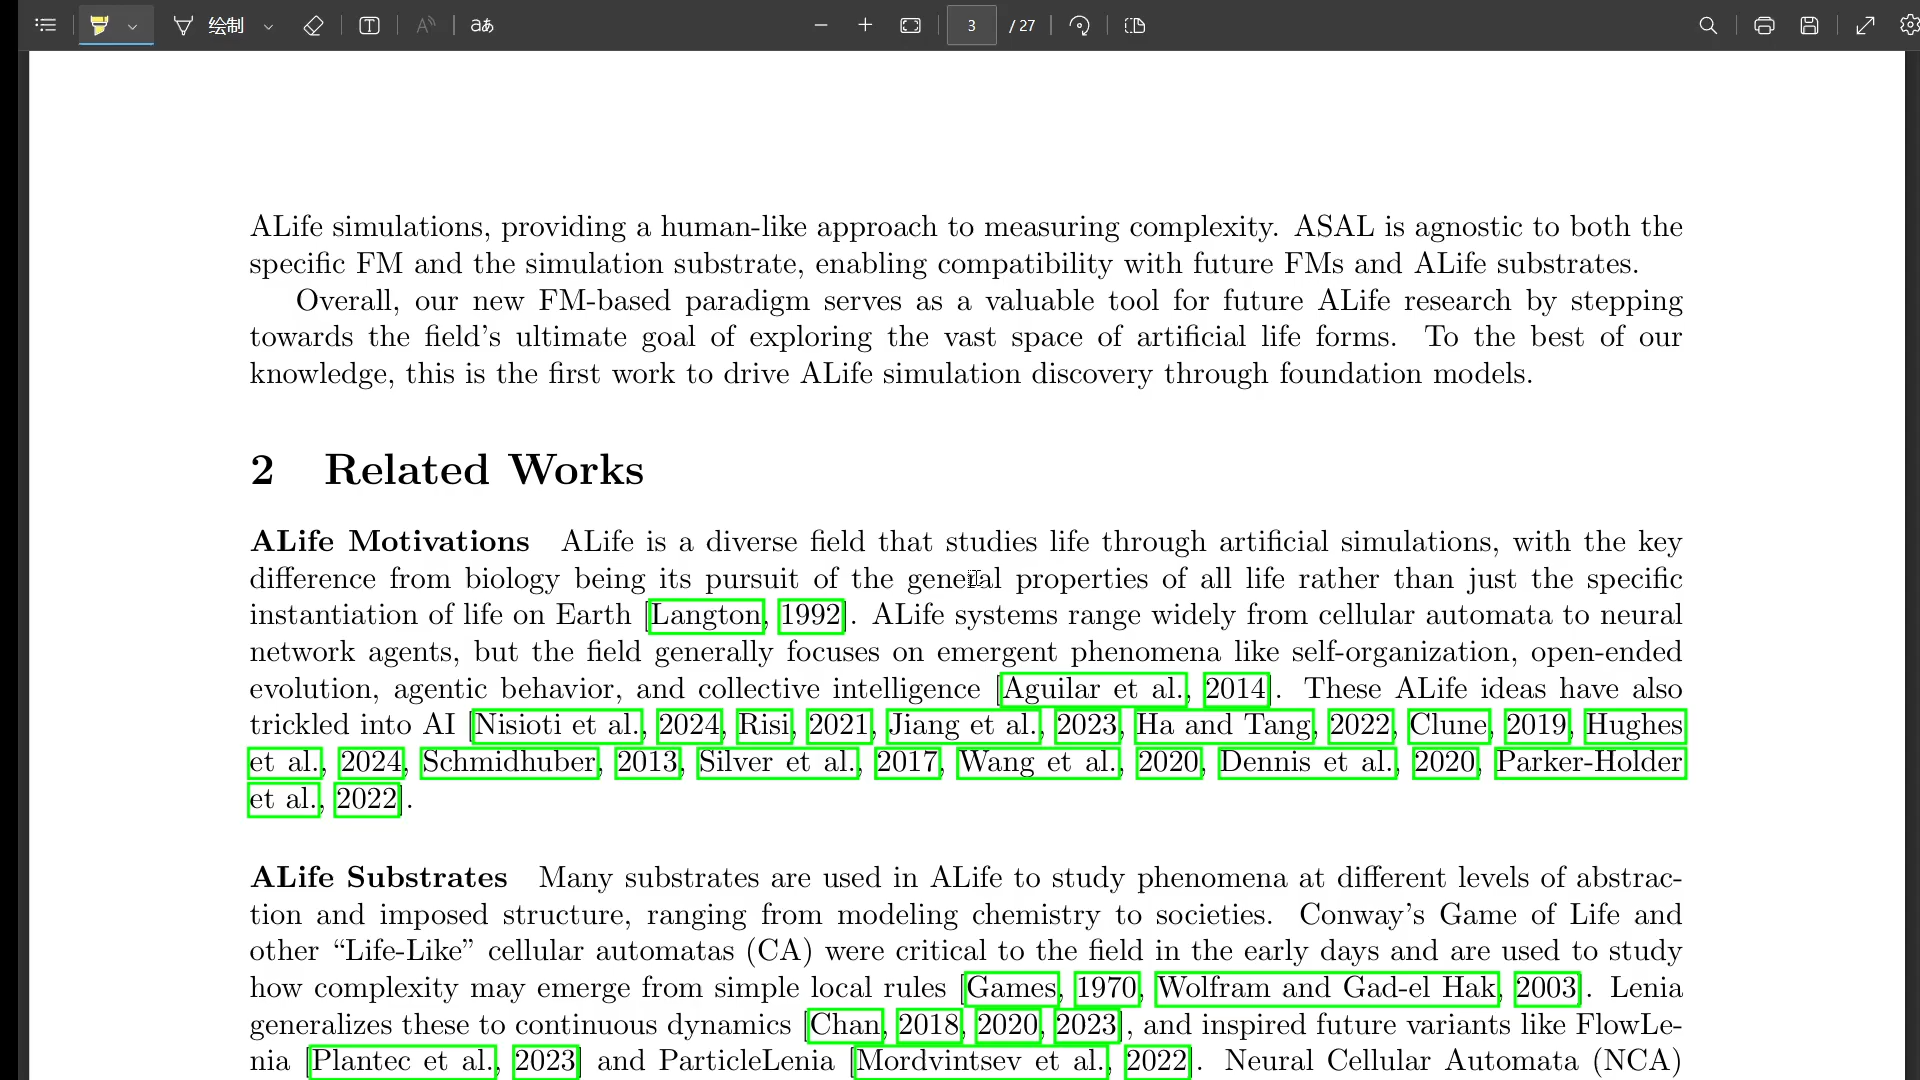 绘制 A aあ 3 / 27
ALife simulations, providing a human-like approach to measuring complexity. ASAL is agnostic to both the
specific FM and the simulation substrate, enabling compatibility with future FMs and ALife substrates.
Overall, our new FM-based paradigm serves as a valuable tool for future ALife research by stepping
towards the field's ultimate goal of exploring the vast space of artificial life forms. To the best of our
knowledge, this is the first work to drive ALife simulation discovery through foundation models.
2 Related Works
ALife Motivations ALife is a diverse field that studies life through artificial simulations, with the key
difference from biology being its pursuit of the general properties of all life rather than just the specific
instantiation of life on Earth [Langton, 1992]. ALife systems range widely from cellular automata to neural
network agents, but the field generally focuses on emergent phenomena like self-organization, open-ended
evolution, agentic behavior, and collective intelligence [Aguilar et al., 2014]. These ALife ideas have also
trickled into AI [Nisioti et al., 2024, Risi, 2021, Jiang et al., 2023, Ha and Tang, 2022, Clune, 2019, Hughes
et al., 2024, Schmidhuber, 2013, Silver et al., 2017, Wang et al., 2020, Dennis et al., 2020, Parker-Holder
et al., 2022].
ALife Substrates Many substrates are used in ALife to study phenomena at different levels of abstrac-
tion and imposed structure, ranging from modeling chemistry to societies. Conway's Game of Life and
other “Life-Like” cellular automatas (CA) were critical to the field in the early days and are used to study
how complexity may emerge from simple local rules [Games, 1970, Wolfram and Gad-el Hak, 2003]. Lenia
generalizes these to continuous dynamics [Chan, 2018, 2020, 2023], and inspired future variants like FlowLe-
nia [Plantec et al., 2023] and ParticleLenia [Mordvintsev et al., 2022]. Neural Cellular Automata (NCA)